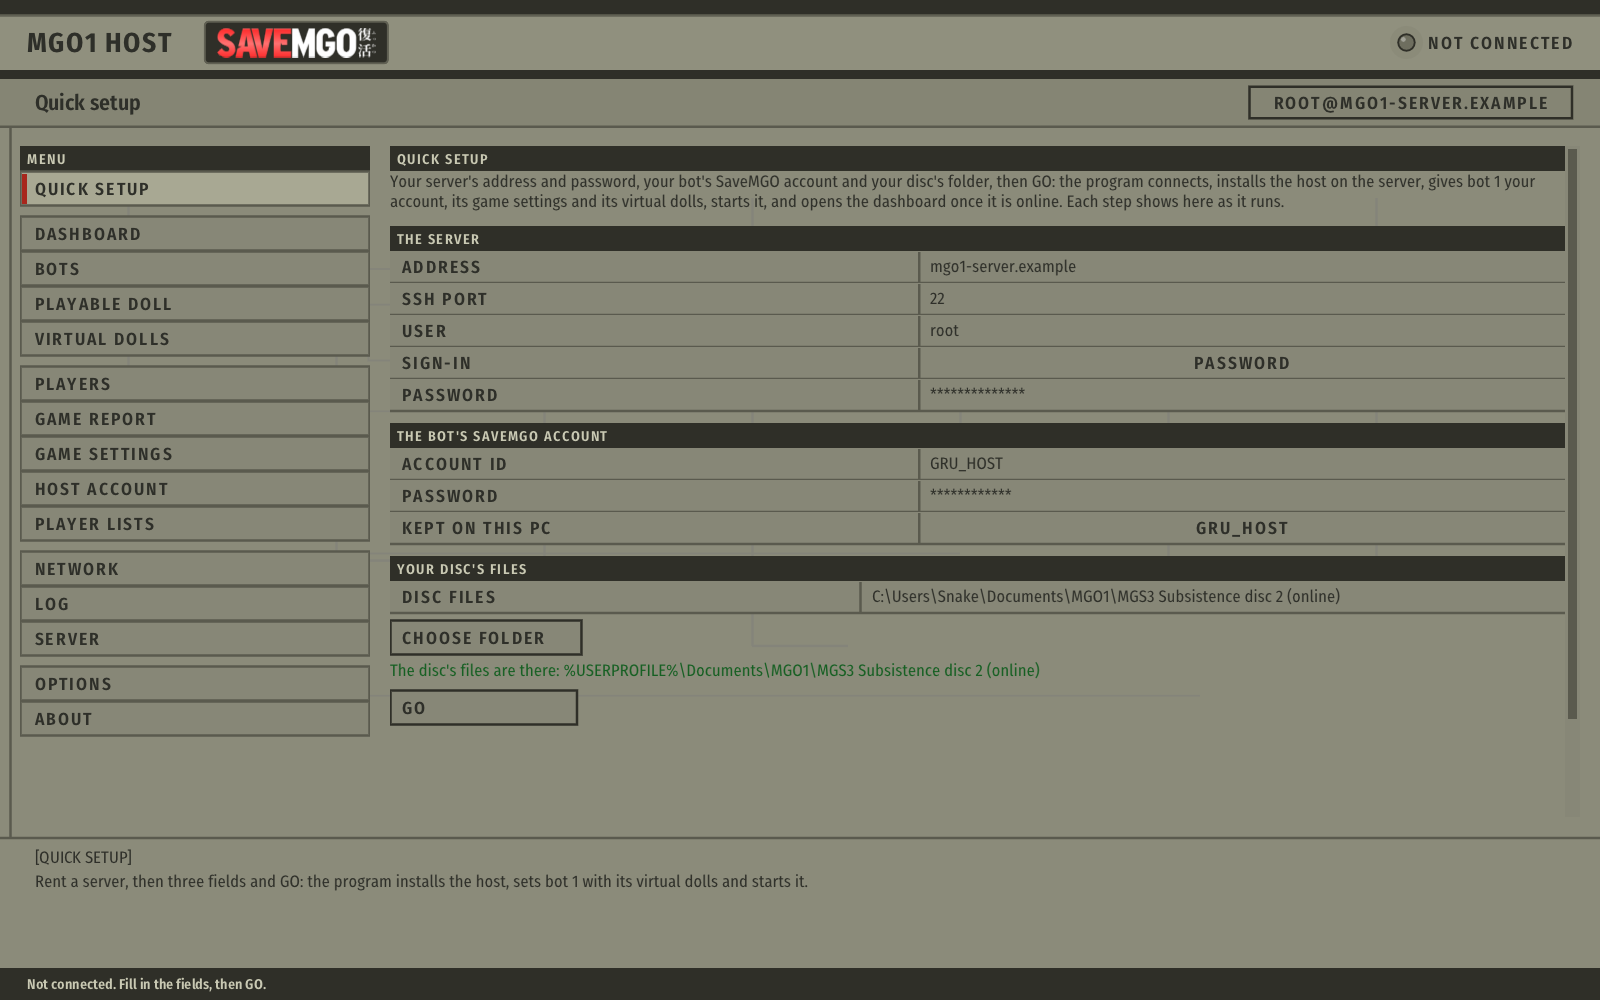 MGO1 HOST
SAVEMGO復活
NOT CONNECTED
Quick setup
ROOT@MGO1-SERVER.EXAMPLE
MENU
QUICK SETUP
DASHBOARD
BOTS
PLAYABLE DOLL
VIRTUAL DOLLS
PLAYERS
GAME REPORT
GAME SETTINGS
HOST ACCOUNT
PLAYER LISTS
NETWORK
LOG
SERVER
OPTIONS
ABOUT
QUICK SETUP
Your server's address and password, your bot's SaveMGO account and your disc's folder, then GO: the program connects, installs the host on the server, gives bot 1 your
account, its game settings and its virtual dolls, starts it, and opens the dashboard once it is online. Each step shows here as it runs.
THE SERVER
ADDRESS mgo1-server.example
SSH PORT 22
USER root
SIGN-IN PASSWORD
PASSWORD **************
THE BOT'S SAVEMGO ACCOUNT
ACCOUNT ID GRU_HOST
PASSWORD ************
KEPT ON THIS PC GRU_HOST
YOUR DISC'S FILES
DISC FILES C:\Users\Snake\Documents\MGO1\MGS3 Subsistence disc 2 (online)
CHOOSE FOLDER
The disc's files are there: %USERPROFILE%\Documents\MGO1\MGS3 Subsistence disc 2 (online)
GO
[QUICK SETUP]
Rent a server, then three fields and GO: the program installs the host, sets bot 1 with its virtual dolls and starts it.
Not connected. Fill in the fields, then GO.